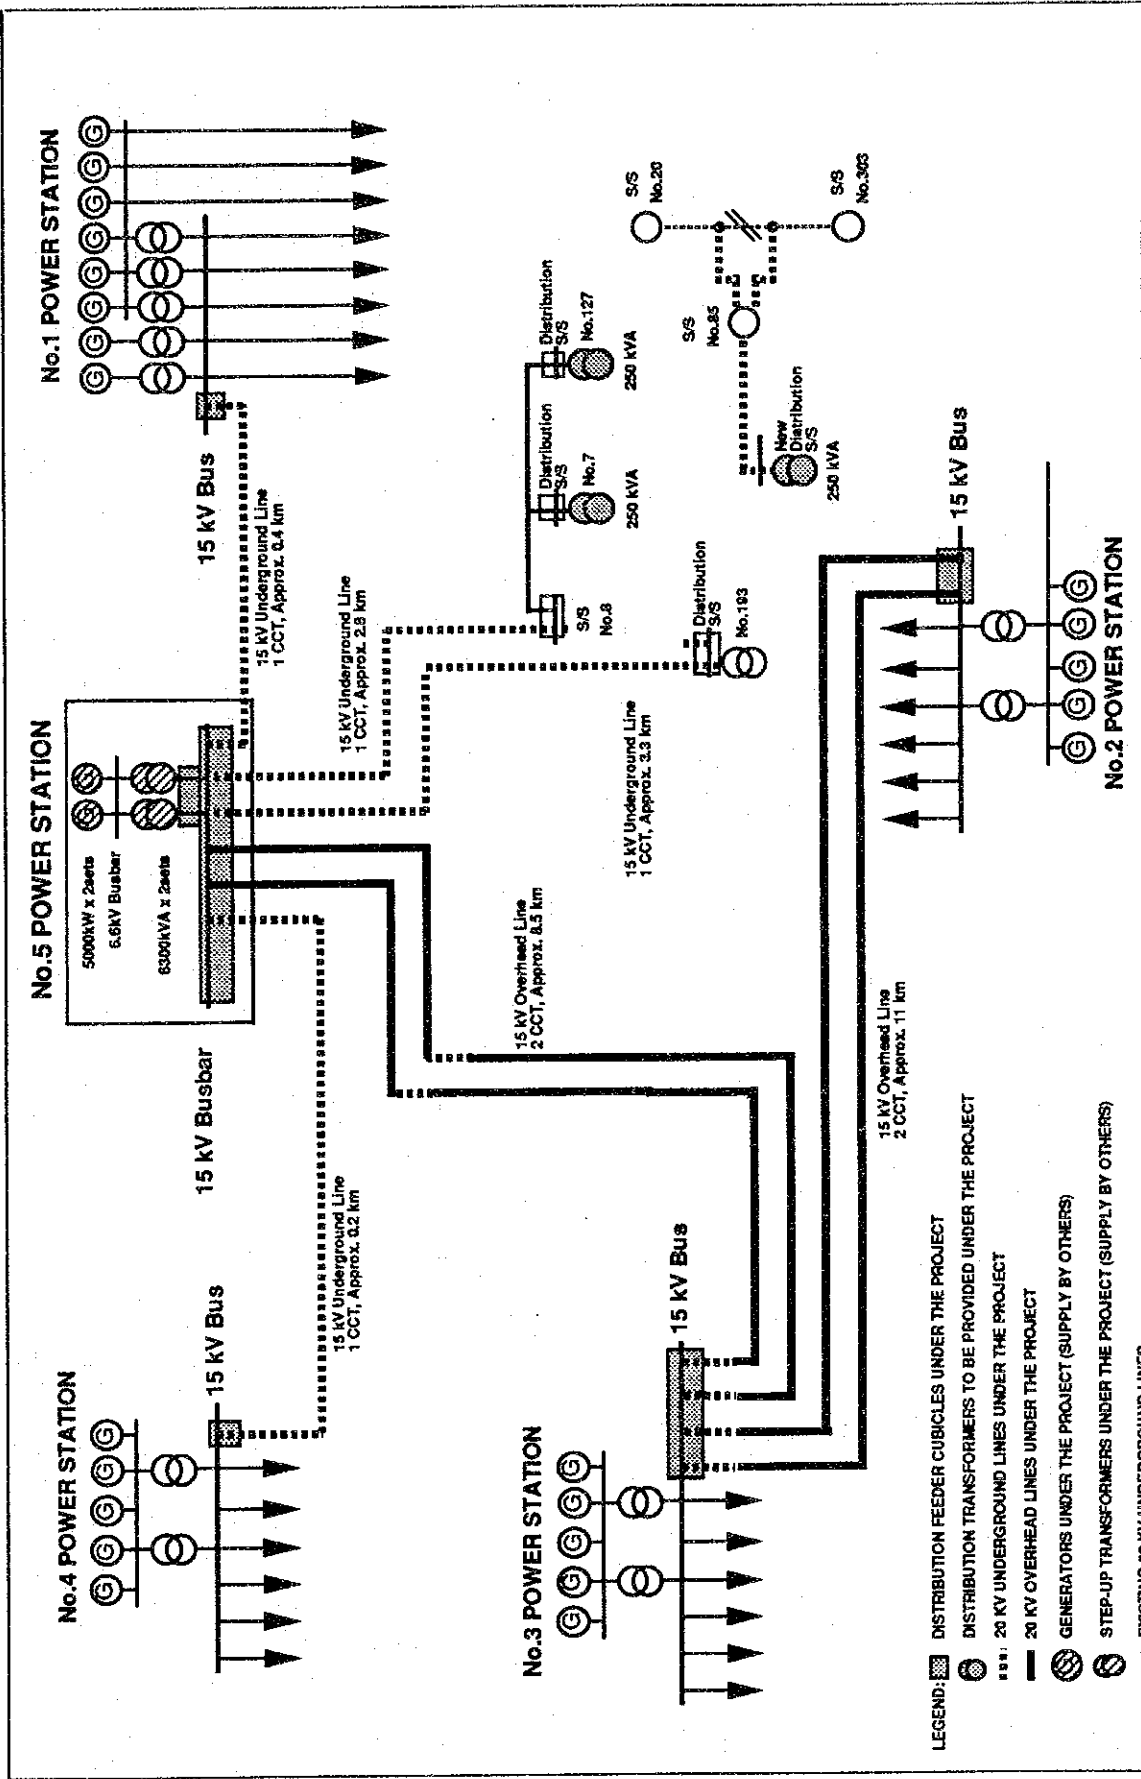 No.4 POWER STATION
G
G
G
G
G
15 kV Bus
15 kV Underground Line
1 CCT, Approx. 0.2 km
No.5 POWER STATION
5000kW x 2sets
6.6kV Busbar
6300kVA x 2sets
15 kV Busbar
No.1 POWER STATION
G
G
G
G
G
G
G
G
15 kV Bus
15 kV Underground Line
1 CCT, Approx. 0.4 km
15 kV Underground Line
1 CCT, Approx. 2.8 km
15 kV Underground Line
1 CCT, Approx. 3.3 km
15 kV Overhead Line
2 CCT, Approx. 8.5 km
S/S
No.8
Distribution
S/S
No.7
250 kVA
Distribution
S/S
No.127
250 kVA
Distribution
S/S
No.193
S/S
No.20
S/S
No.85
S/S
No.303
New
Distribution
S/S
250 kVA
No.3 POWER STATION
G
G
G
G
G
15 kV Bus
15 kV Overhead Line
2 CCT, Approx. 11 km
15 kV Bus
G
G
G
G
G
No.2 POWER STATION
LEGEND:
DISTRIBUTION FEEDER CUBICLES UNDER THE PROJECT
DISTRIBUTION TRANSFORMERS TO BE PROVIDED UNDER THE PROJECT
20 KV UNDERGROUND LINES UNDER THE PROJECT
20 KV OVERHEAD LINES UNDER THE PROJECT
G GENERATORS UNDER THE PROJECT (SUPPLY BY OTHERS)
STEP-UP TRANSFORMERS UNDER THE PROJECT (SUPPLY BY OTHERS)